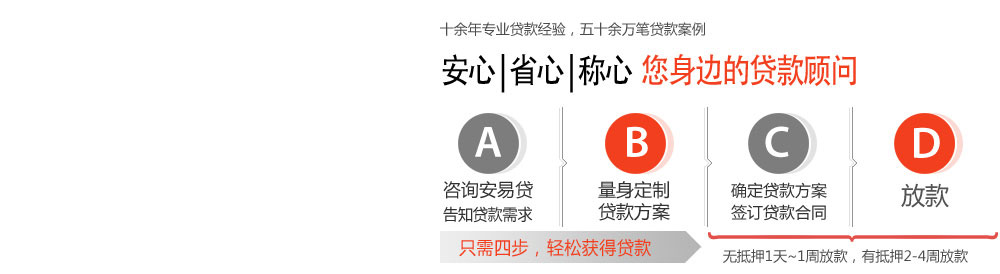 十余年专业贷款经验，五十余万笔贷款案例
安心|省心|称心 您身边的贷款顾问
A
咨询安易贷
告知贷款需求
B
量身定制
贷款方案
C
确定贷款方案
签订贷款合同
D
放款
只需四步，轻松获得贷款
无抵押1天~1周放款，有抵押2-4周放款